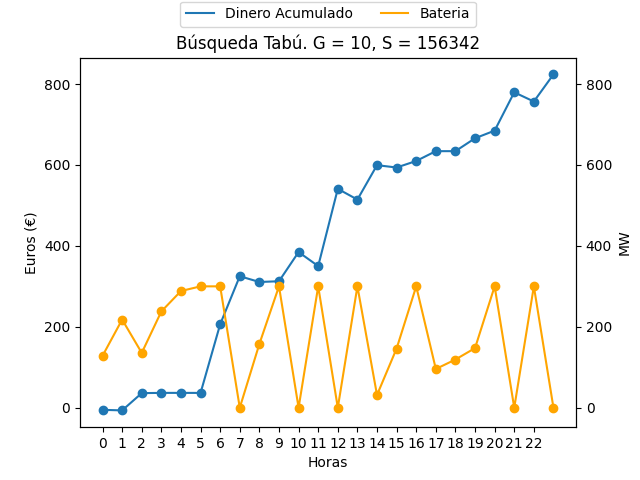 Dinero Acumulado Bateria
Búsqueda Tabú. G = 10, S = 156342
800 800
600 600
400 400
200 200
0 0
Euros (€)
MW
0 1 2 3 4 5 6 7 8 9 10 11 12 13 14 15 16 17 18 19 20 21 22
Horas